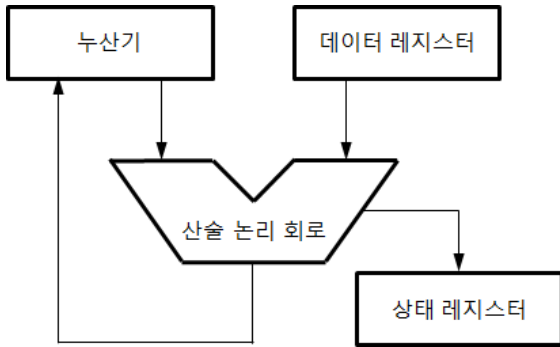 누산기
데이터 레지스터
산술 논리 회로
상태 레지스터